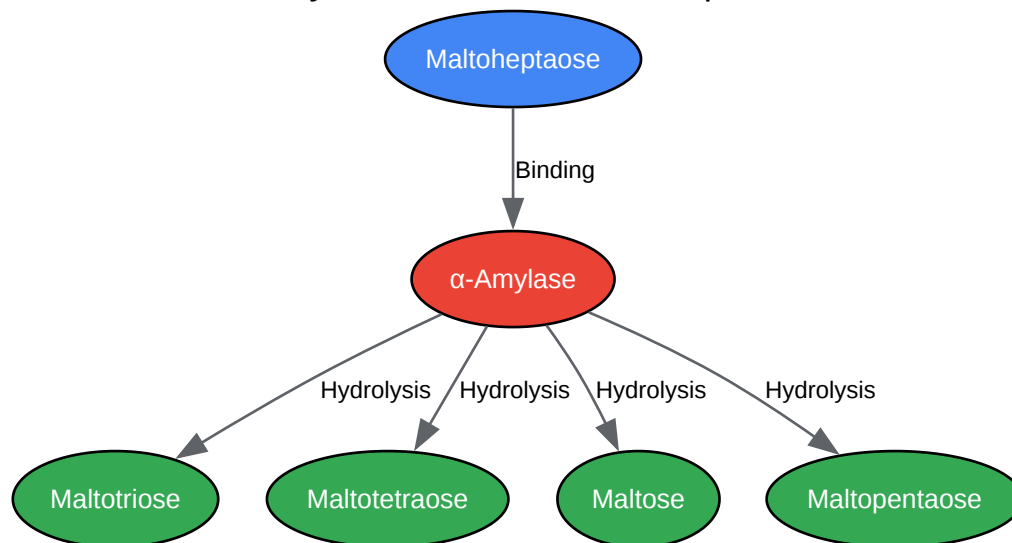 Maltoheptaose
Binding
α-Amylase
Hydrolysis Hydrolysis Hydrolysis Hydrolysis
Maltotriose Maltotetraose Maltose Maltopentaose